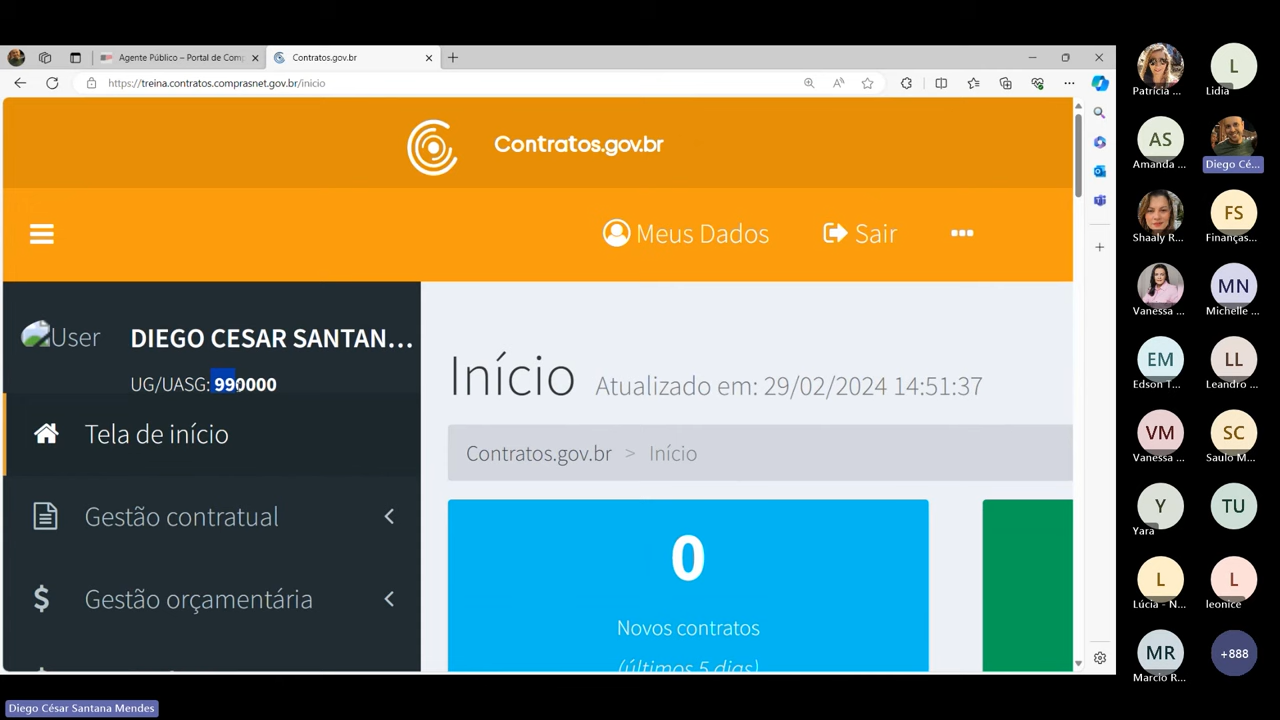 Agente Público – Portal de Comp
Contratos.gov.br
https://treina.contratos.comprasnet.gov.br/inicio
Contratos.gov.br
Meus Dados
Sair
User
DIEGO CESAR SANTAN...
UG/UASG: 990000
Tela de início
Gestão contratual
Gestão orçamentária
Início Atualizado em: 29/02/2024 14:51:37
Contratos.gov.br > Início
0
Novos contratos
(últimos 5 dias)
Patrícia ...
L
Lidia
AS
Amanda ...
Diego Cé...
Shaaly R...
FS
Finanças...
Vanessa ...
MN
Michelle ...
EM
Edson T...
LL
Leandro ...
VM
Vanessa ...
SC
Saulo M...
Y
Yara
TU
L
Lúcia - N...
L
leonice
MR
Marcio R...
+888
Diego César Santana Mendes